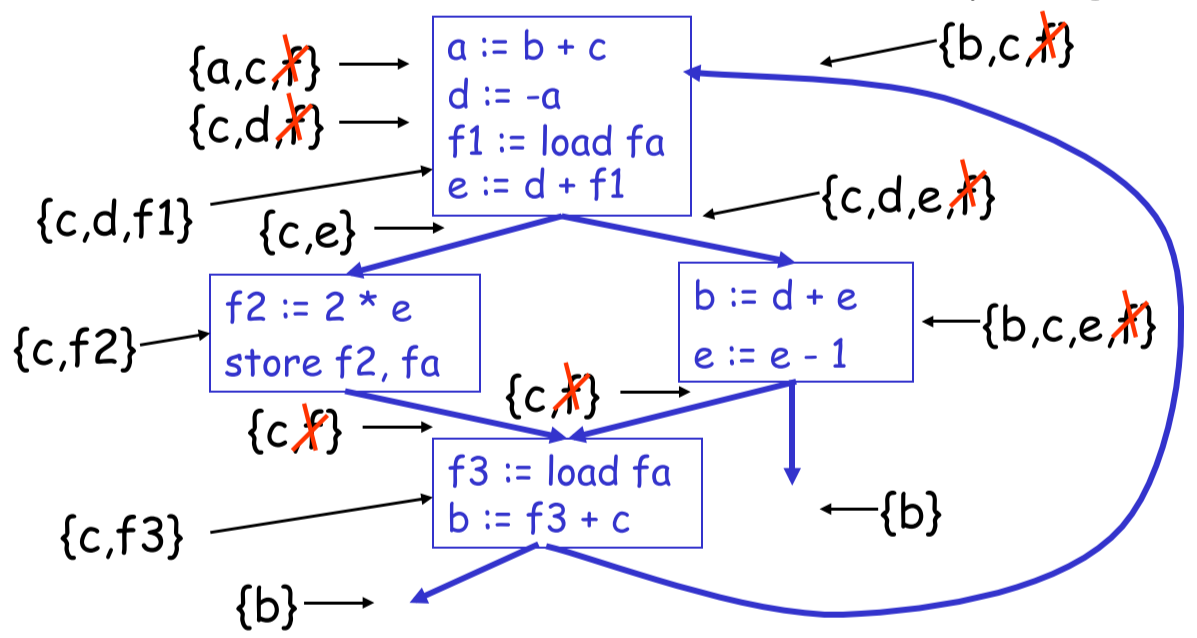 {b,c,f}
{a,c,f}
a := b + c
d := -a
{c,d,f}
f1 := load fa
e := d + f1
{c,d,e,f}
{c,d,f1}
{c,e}
f2 := 2 * e
store f2, fa
b := d + e
e := e - 1
{b,c,e,f}
{c,f2}
{c,f}
{c,f}
f3 := load fa
b := f3 + c
{b}
{c,f3}
{b}